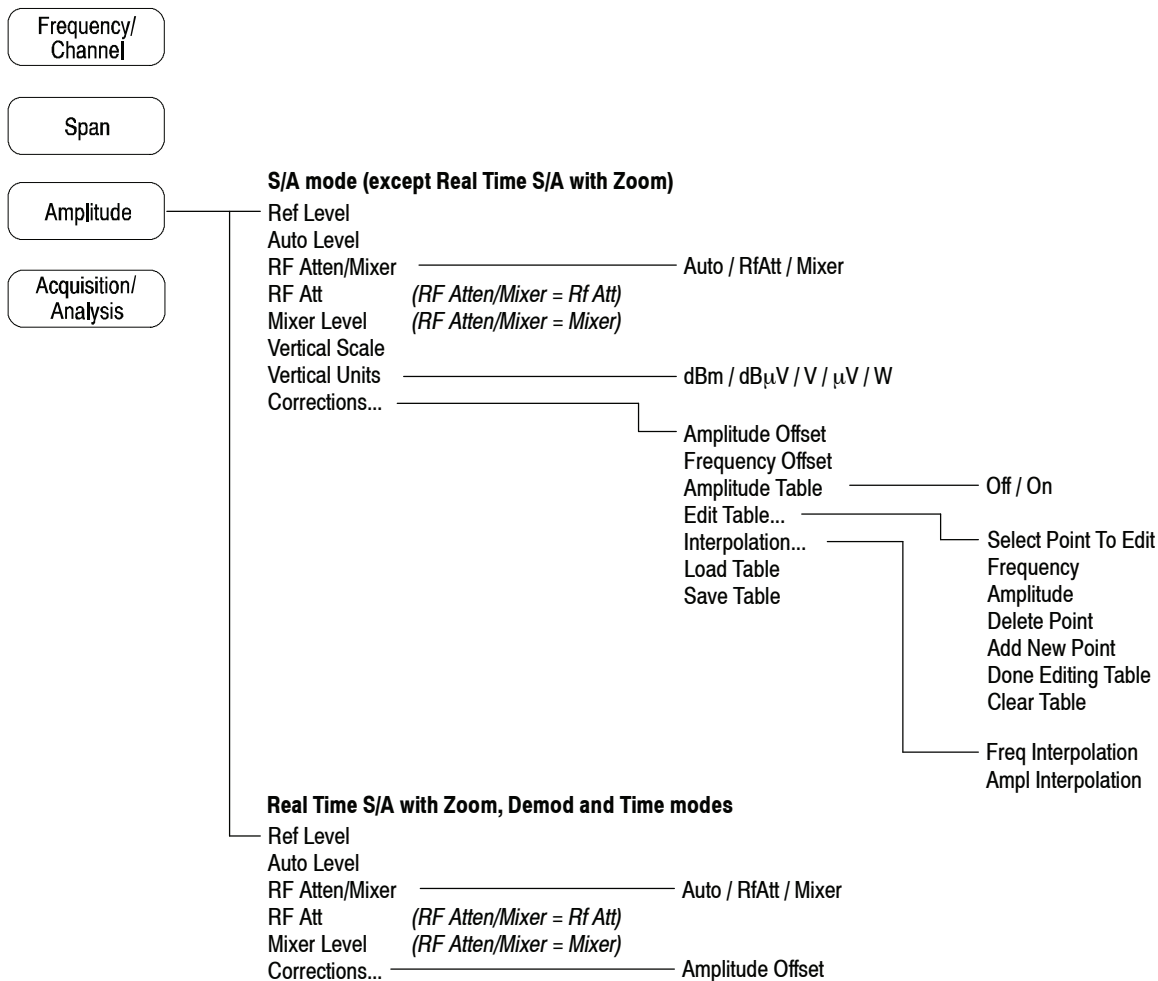 Frequency/
Channel
Span
Amplitude
Acquisition/
Analysis
S/A mode (except Real Time S/A with Zoom)
Ref Level
Auto Level
RF Atten/Mixer Auto / RfAtt / Mixer
RF Att (RF Atten/Mixer = Rf Att)
Mixer Level (RF Atten/Mixer = Mixer)
Vertical Scale
Vertical Units dBm / dBμV / V / μV / W
Corrections...
Amplitude Offset
Frequency Offset
Amplitude Table Off / On
Edit Table...
Interpolation...
Load Table
Save Table
Select Point To Edit
Frequency
Amplitude
Delete Point
Add New Point
Done Editing Table
Clear Table
Freq Interpolation
Ampl Interpolation
Real Time S/A with Zoom, Demod and Time modes
Ref Level
Auto Level
RF Atten/Mixer Auto / RfAtt / Mixer
RF Att (RF Atten/Mixer = Rf Att)
Mixer Level (RF Atten/Mixer = Mixer)
Corrections... Amplitude Offset